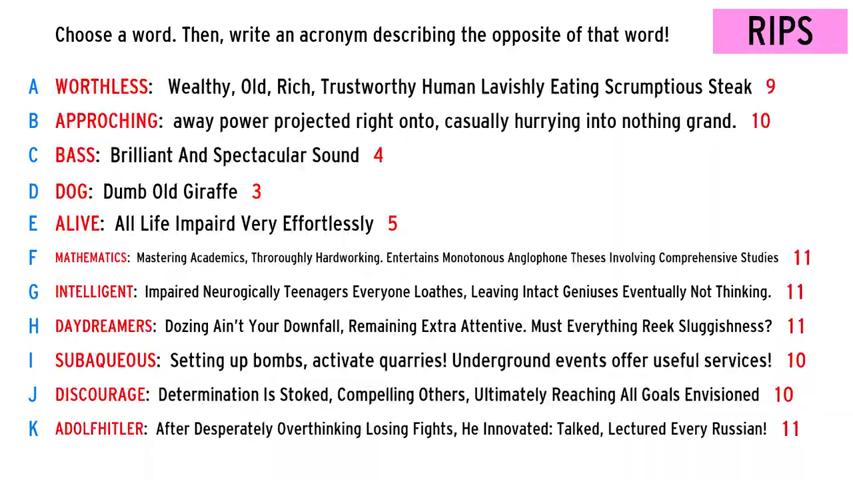 Choose a word. Then, write an acronym describing the opposite of that word!
RIPS
A WORTHLESS: Wealthy, Old, Rich, Trustworthy Human Lavishly Eating Scrumptious Steak 9
B APPROCHING: away power projected right onto, casually hurrying into nothing grand. 10
C BASS: Brilliant And Spectacular Sound 4
D DOG: Dumb Old Giraffe 3
E ALIVE: All Life Impaird Very Effortlessly 5
F MATHEMATICS: Mastering Academics, Throroughly Hardworking. Entertains Monotonous Anglophone Theses Involving Comprehensive Studies 11
G INTELLIGENT: Impaired Neurogically Teenagers Everyone Loathes, Leaving Intact Geniuses Eventually Not Thinking. 11
H DAYDREAMERS: Dozing Ain't Your Downfall, Remaining Extra Attentive. Must Everything Reek Sluggishness? 11
I SUBAQUEOUS: Setting up bombs, activate quarries! Underground events offer useful services! 10
J DISCOURAGE: Determination Is Stoked, Compelling Others, Ultimately Reaching All Goals Envisioned 10
K ADOLFHITLER: After Desperately Overthinking Losing Fights, He Innovated: Talked, Lectured Every Russian! 11